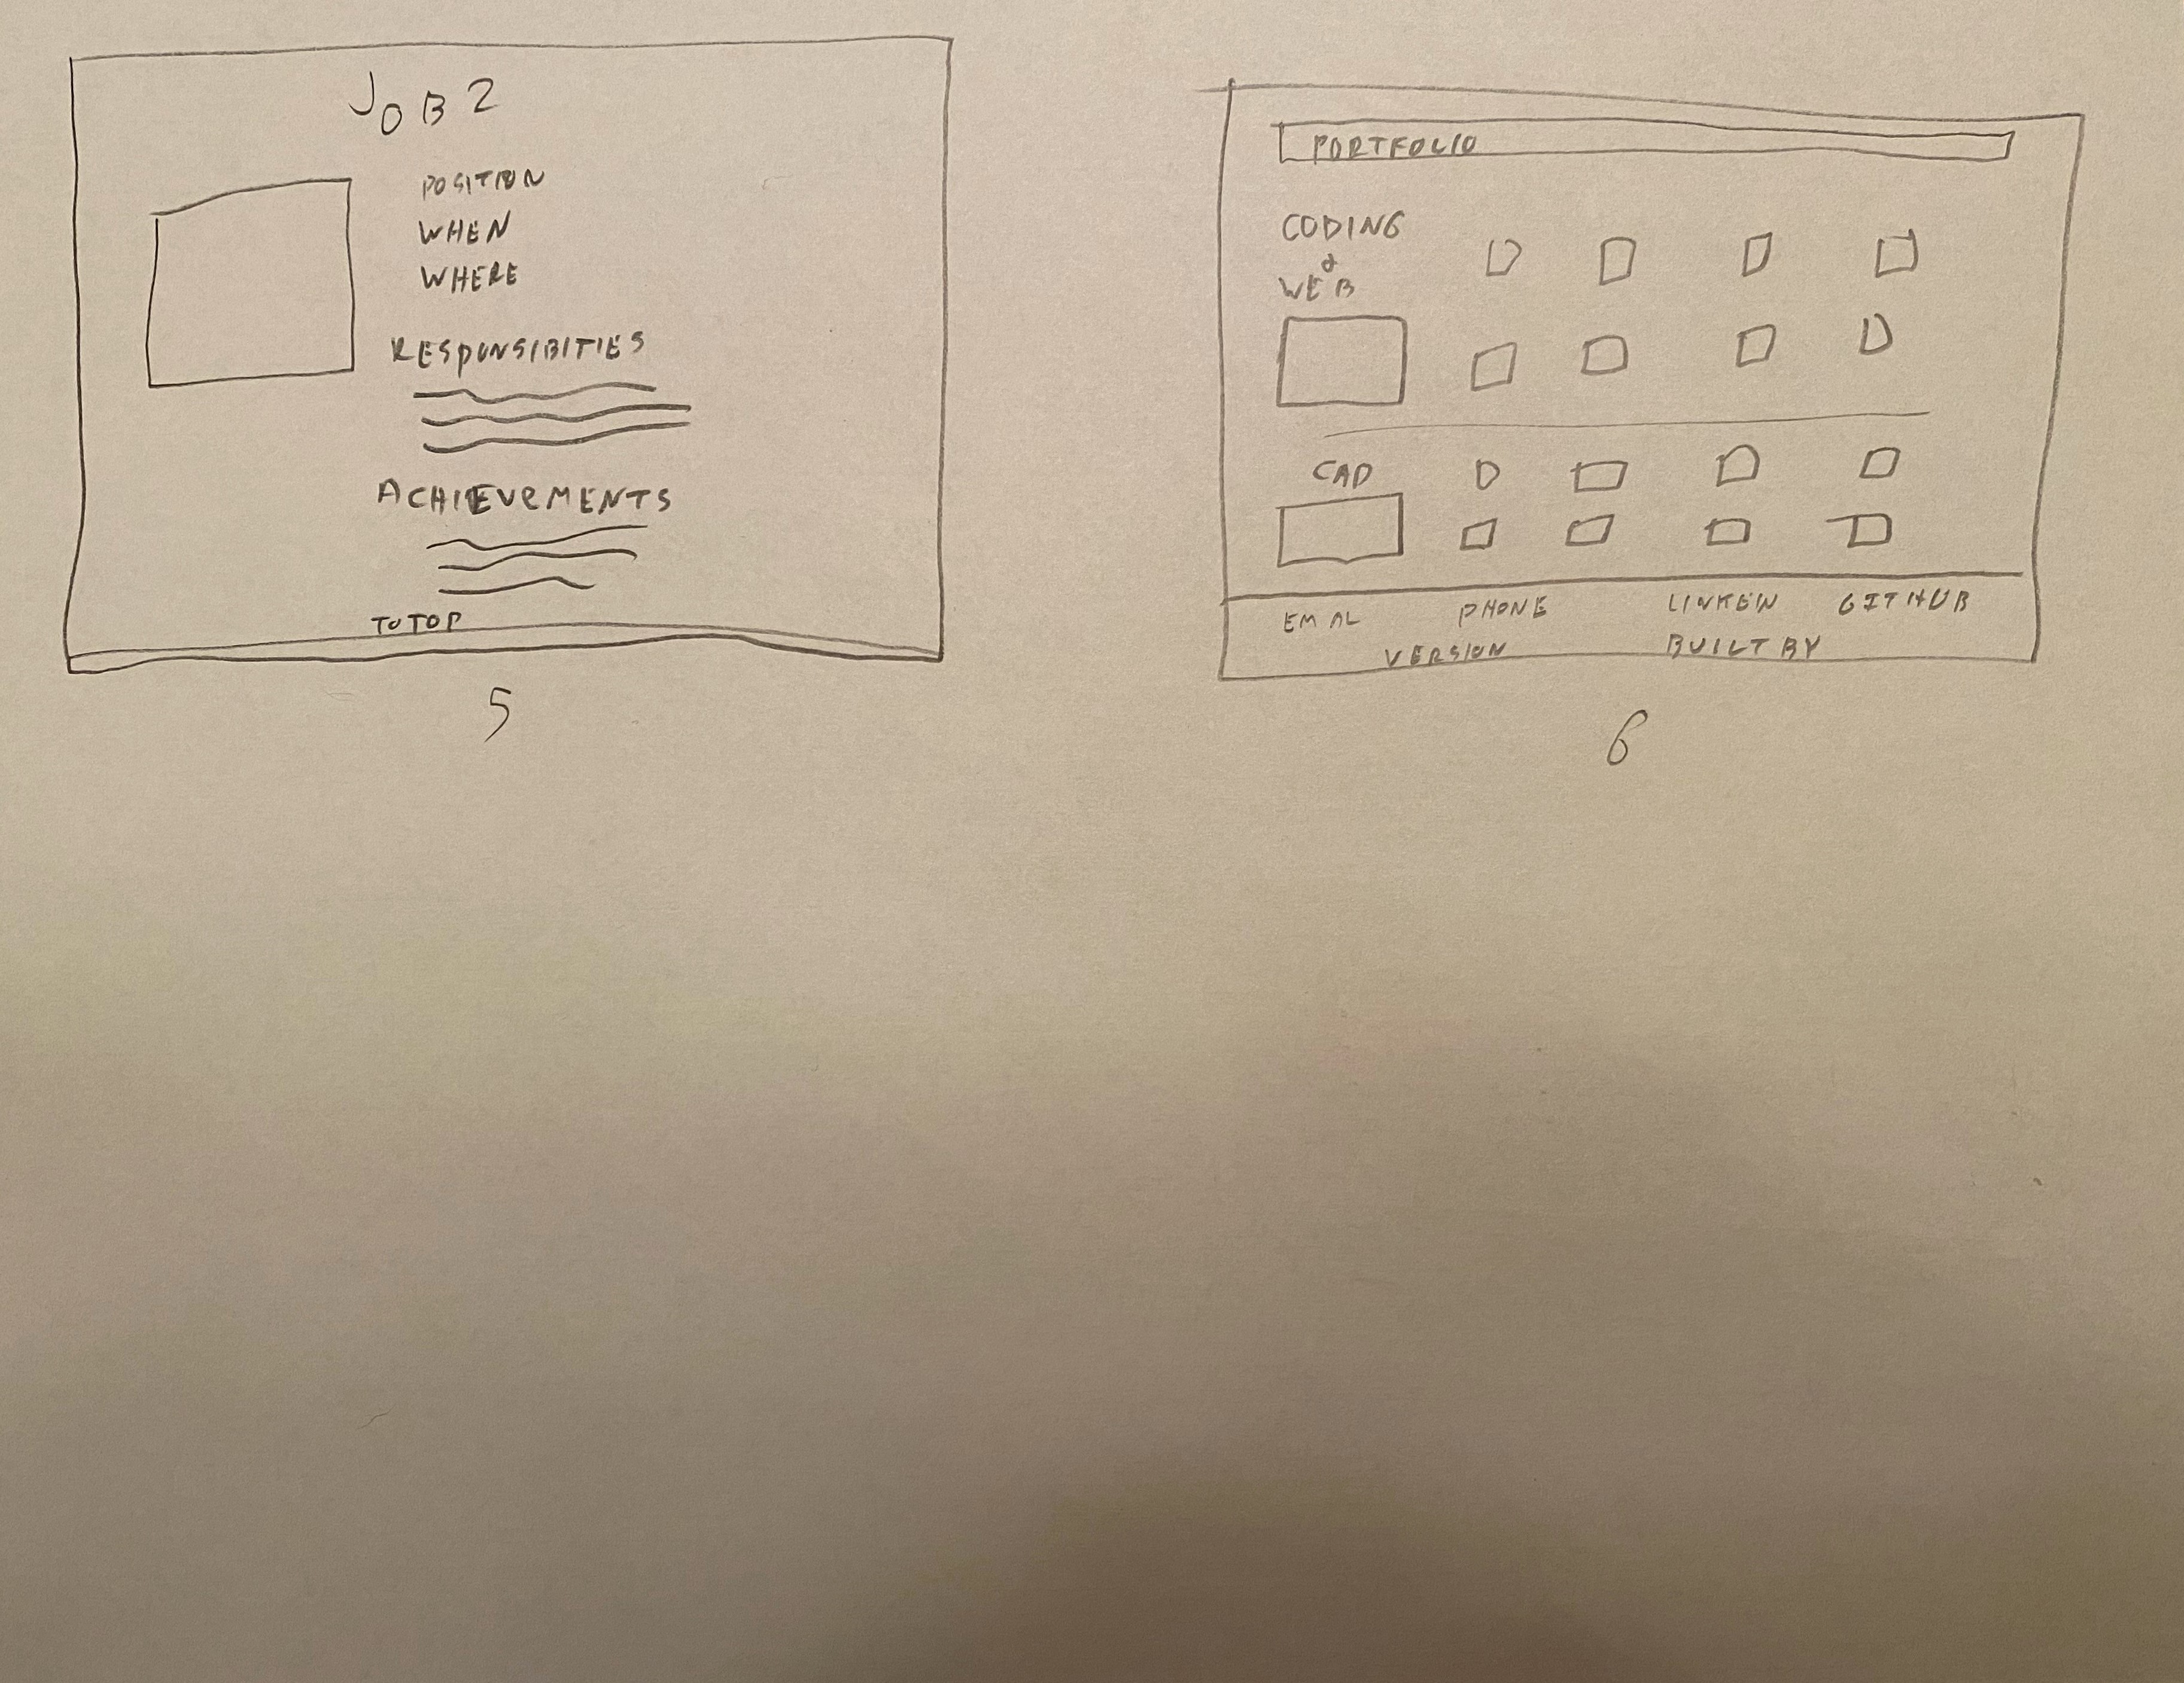 JOB 2
POSITION
WHEN
WHERE
RESPONSIBITIES
ACHIEVEMENTS
TO TOP
5
PORTFOLIO
CODING
&
WEB
CAD
EMAL
PHONE
LINKEIN
GITHUB
VERSION
BUILT BY
6